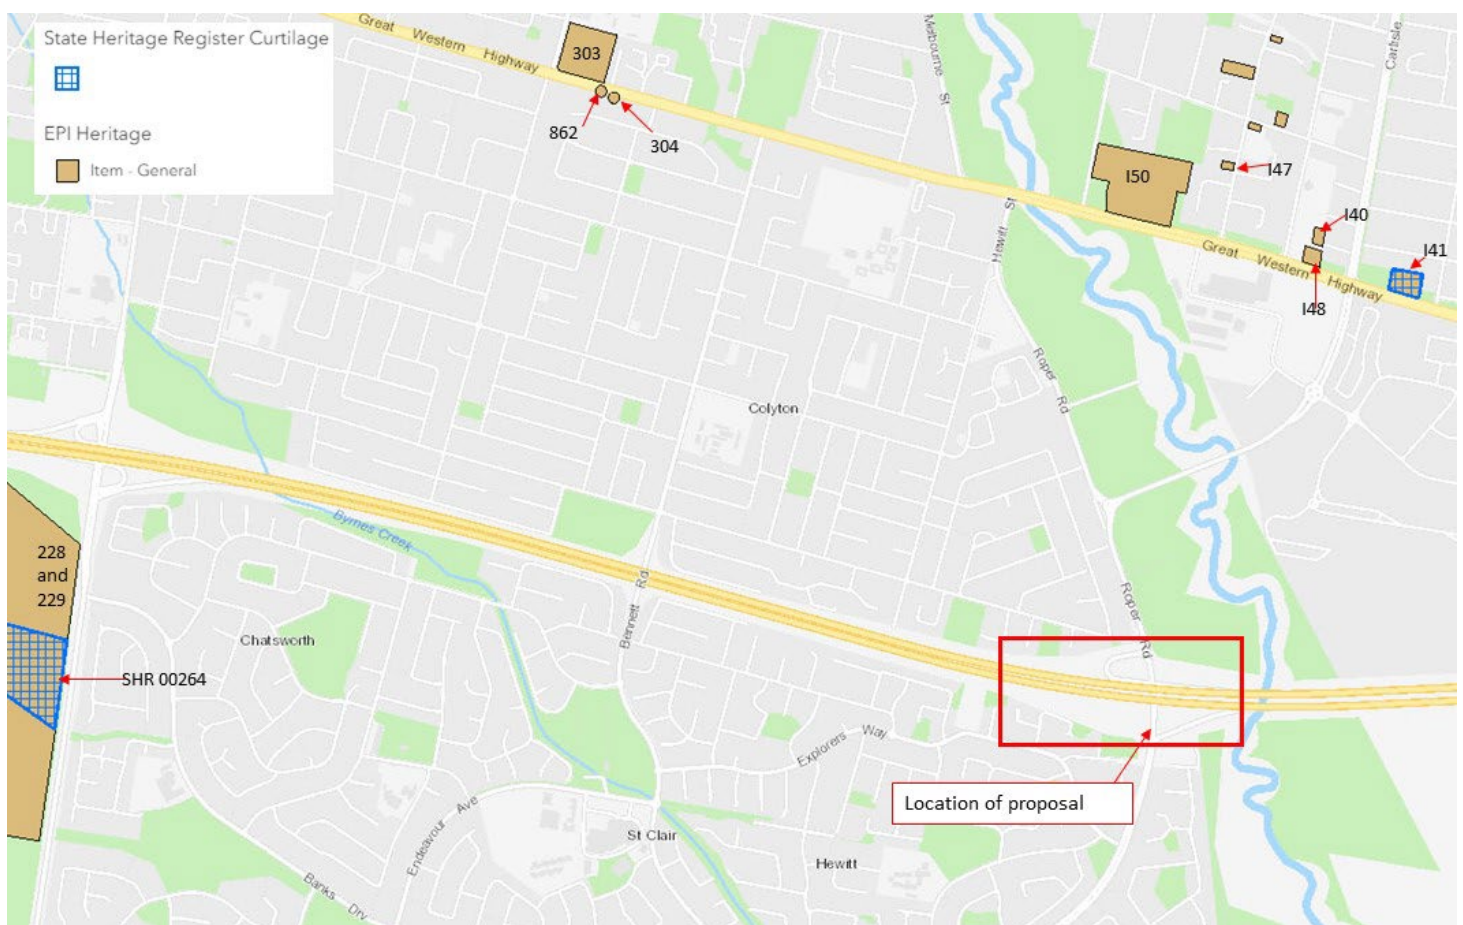 State Heritage Register Curtilage
EPI Heritage
Item - General
Great Western Highway
303
862
304
Melbourne St
Carlisle
I50
I47
I40
I41
I48
Great Western Highway
Hewitt St
Roper Rd
Colyton
Byrnes Creek
228
and
229
Bennett Rd
Roper Rd
Chatsworth
SHR 00264
Explorers Way
Location of proposal
Endeavour Ave
St Clair
Hewitt
Banks Drv